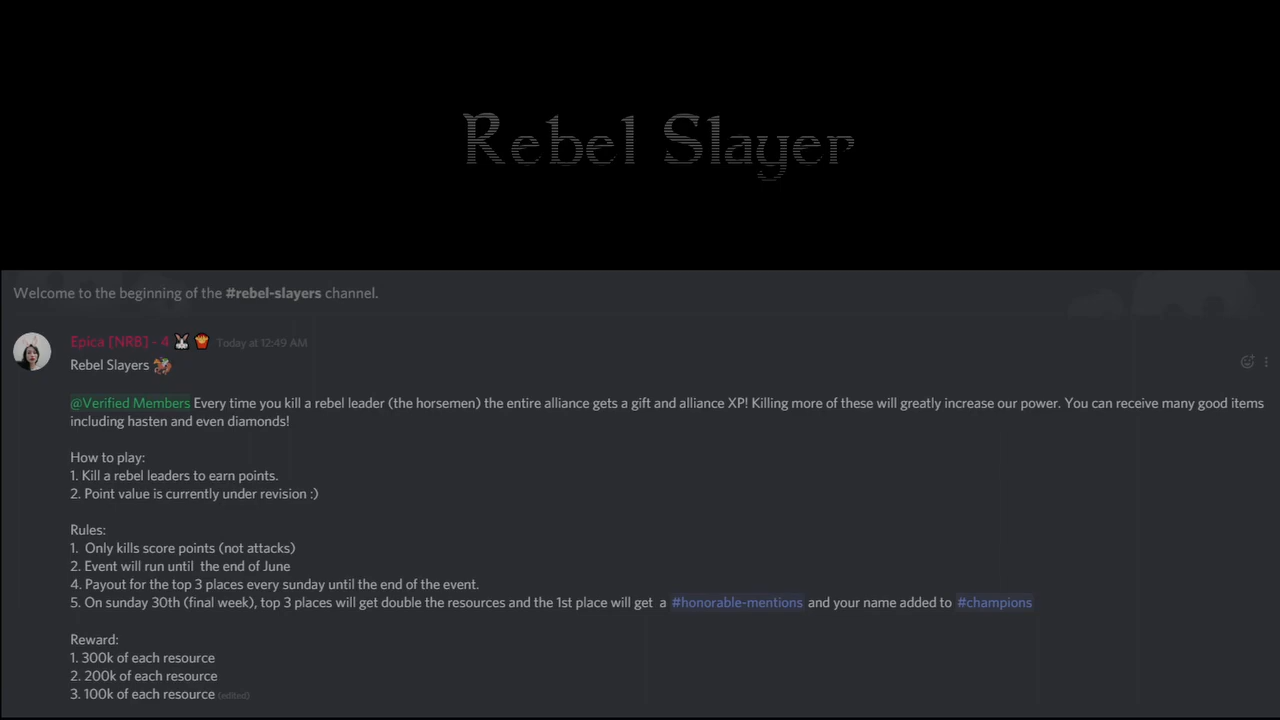 Rebel Slayer
Welcome to the beginning of the #rebel-slayers channel.
Epica [NRB] - 4 Today at 12:49 AM
Rebel Slayers
@Verified Members Every time you kill a rebel leader (the horsemen) the entire alliance gets a gift and alliance XP! Killing more of these will greatly increase our power. You can receive many good items
including hasten and even diamonds!
How to play:
1. Kill a rebel leaders to earn points.
2. Point value is currently under revision :)
Rules:
1. Only kills score points (not attacks)
2. Event will run until the end of June
4. Payout for the top 3 places every sunday until the end of the event.
5. On sunday 30th (final week), top 3 places will get double the resources and the 1st place will get a #honorable-mentions and your name added to #champions
Reward:
1. 300k of each resource
2. 200k of each resource
3. 100k of each resource (edited)